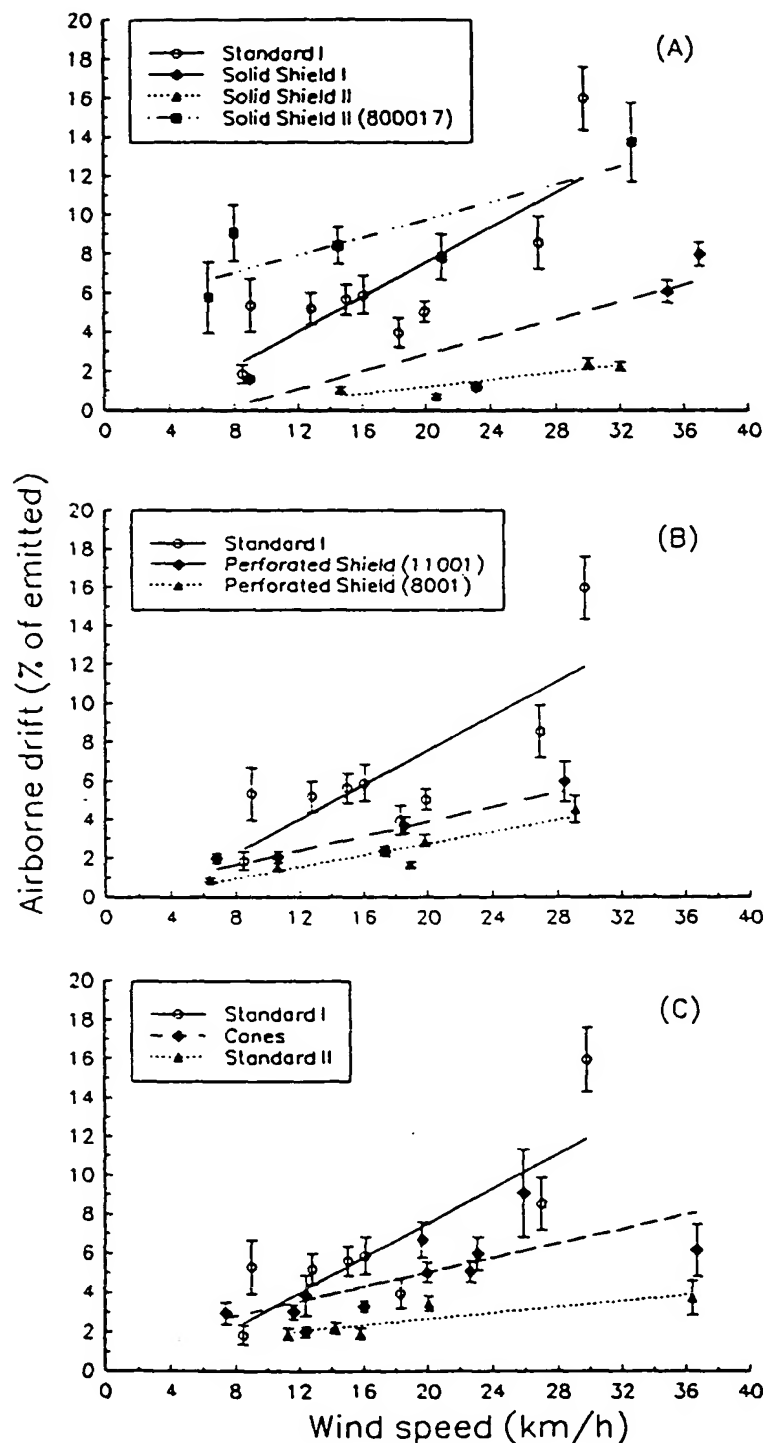 20
18
16
14
12
10
8
6
4
2
0
Standard I
Solid Shield I
Solid Shield II
Solid Shield II (800017)
(A)
0 4 8 12 16 20 24 28 32 36 40
20
18
16
14
12
10
8
6
4
2
0
Standard I
Perforated Shield (11001)
Perforated Shield (8001)
(B)
0 4 8 12 16 20 24 28 32 36 40
Airborne drift (% of emitted)
20
18
16
14
12
10
8
6
4
2
0
Standard I
Cones
Standard II
(C)
0 4 8 12 16 20 24 28 32 36 40
Wind speed (km/h)